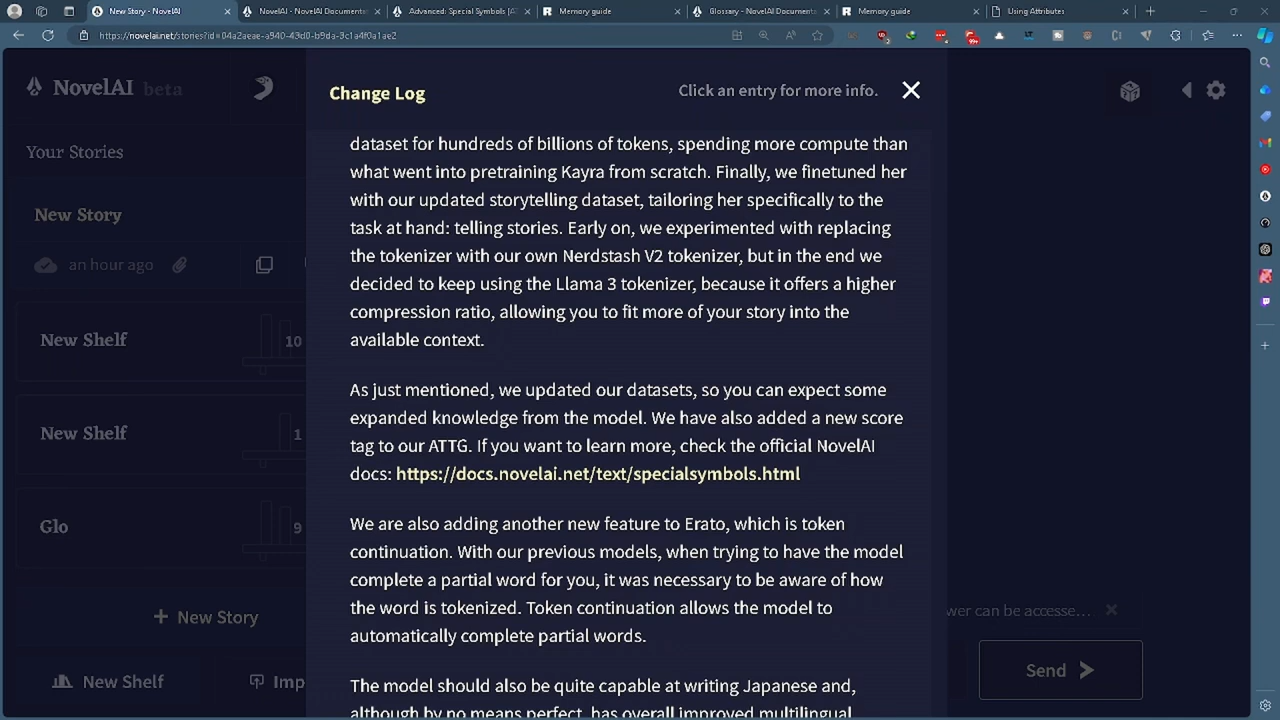 New Story - NovelAI
NovelAI - NovelAI Documentat
Advanced: Special Symbols [A
Memory guide
Glossary - NovelAI Document
Memory guide
Using Attributes
https://novelai.net/stories?id=04a2aeae-a940-43d0-b9da-3c1a4f0a1ae2
NovelAI beta
Change Log
Click an entry for more info.
Your Stories
New Story
an hour ago
New Shelf
10
New Shelf
1
Glo
9
New Story
New Shelf
Imp
dataset for hundreds of billions of tokens, spending more compute than
what went into pretraining Kayra from scratch. Finally, we finetuned her
with our updated storytelling dataset, tailoring her specifically to the
task at hand: telling stories. Early on, we experimented with replacing
the tokenizer with our own Nerdstash V2 tokenizer, but in the end we
decided to keep using the Llama 3 tokenizer, because it offers a higher
compression ratio, allowing you to fit more of your story into the
available context.
As just mentioned, we updated our datasets, so you can expect some
expanded knowledge from the model. We have also added a new score
tag to our ATTG. If you want to learn more, check the official NovelAI
docs: https://docs.novelai.net/text/specialsymbols.html
We are also adding another new feature to Erato, which is token
continuation. With our previous models, when trying to have the model
complete a partial word for you, it was necessary to be aware of how
the word is tokenized. Token continuation allows the model to
automatically complete partial words.
The model should also be quite capable at writing Japanese and,
although by no means perfect, has overall improved multilingual
wer can be accesse...
Send